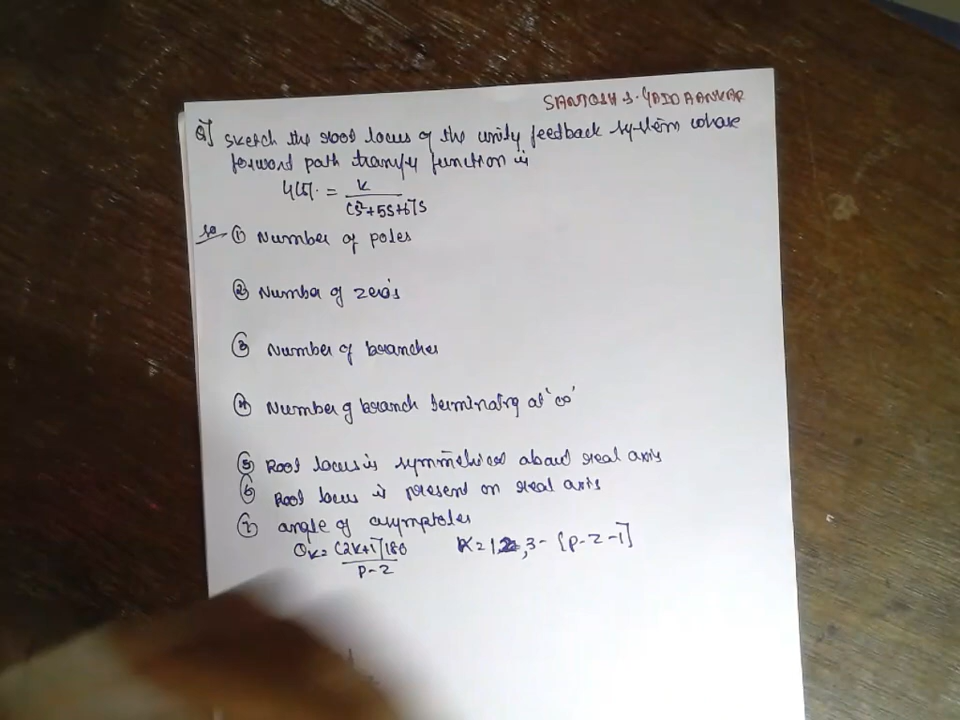 SANTOSH S. YADDANKAR
Q] Sketch the root locus of the unity feedback system whose
forward path transfer function is
G(s). = K / (s²+5s+6)s
So ① Number of poles
② Number of zeros
③ Number of branches
④ Number of branch terminating at '∞'
⑤ Root locus is symmetrical about real axis
⑥ Root locus is present on real axis
⑦ angle of asymptotes
θk = (2k+1)180 / P-Z K=1,2,3- [P-Z-1]